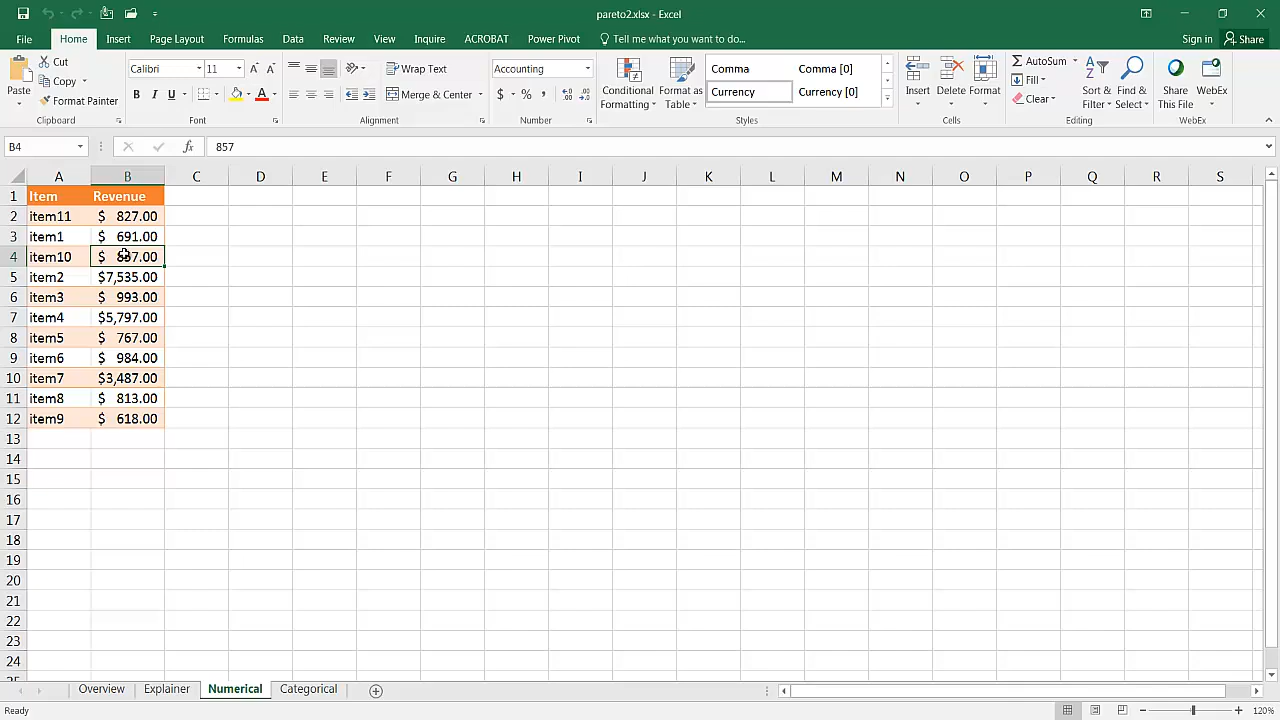 pareto2.xlsx - Excel
File Home Insert Page Layout Formulas Data Review View Inquire ACROBAT Power Pivot Tell me what you want to do... Sign in Share
Paste Cut Copy Format Painter Clipboard
Calibri 11 B I U A Font
Wrap Text Merge & Center Alignment
Accounting $ % , Number
Conditional Formatting Format as Table Comma Comma [0] Currency Currency [0] Styles
Insert Delete Format Cells
AutoSum Fill Clear Sort & Filter Find & Select Editing
Share This File WebEx WebEx
B4 fx 857
A B C D E F G H I J K L M N O P Q R S
1 Item Revenue
2 item11 $ 827.00
3 item1 $ 691.00
4 item10 $ 857.00
5 item2 $7,535.00
6 item3 $ 993.00
7 item4 $5,797.00
8 item5 $ 767.00
9 item6 $ 984.00
10 item7 $3,487.00
11 item8 $ 813.00
12 item9 $ 618.00
13
14
15
16
17
18
19
20
21
22
23
24
Overview Explainer Numerical Categorical
Ready 120%